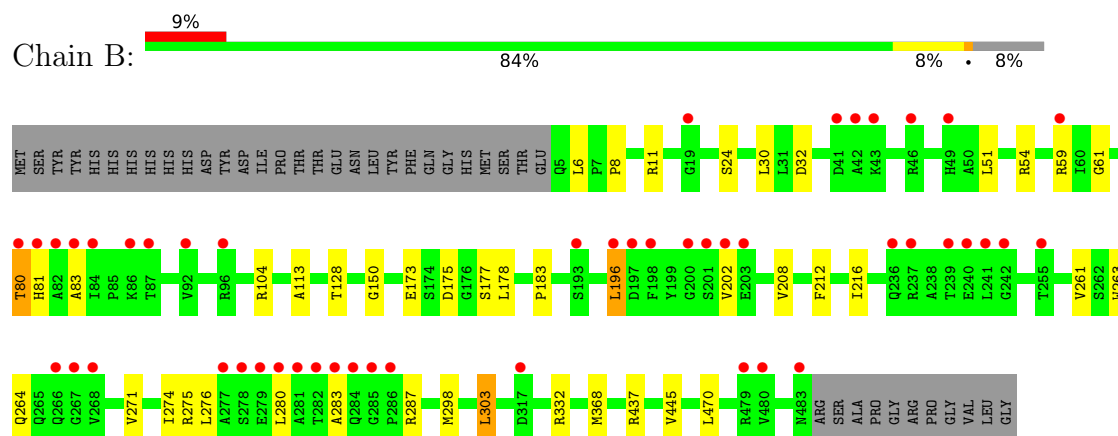 9%
Chain B:
84% 8% • 8%
MET SER TYR TYR HIS HIS HIS HIS HIS HIS ASP TYR ASP ILE PRO THR THR GLU ASN LEU TYR PHE GLN GLY HIS MET SER THR GLU Q5 L6 P7 P8 R11 G19 S24 L30 L31 D32 D41 A42 K43 R46 H49 A50 L51 R54 R59 I60 G61
T80 H81 A82 A83 I84 P85 K86 T87 V92 R96 R104 A113 T128 G150 E173 S174 D175 G176 S177 L178 P183 S193 L196 D197 F198 Y199 G200 S201 V202 E203 V208 F212 I216 Q236 R237 A238 T239 E240 L241 G242 T255 V261 S262 H263
Q264 Q265 Q266 G267 V268 V271 I274 R275 L276 A277 S278 E279 L280 A281 T282 A283 Q284 G285 P286 R287 M298 L303 D317 R332 M368 R437 V445 L470 R479 V480 N483 ARG SER ALA PRO GLY ARG PRO GLY VAL LEU GLY